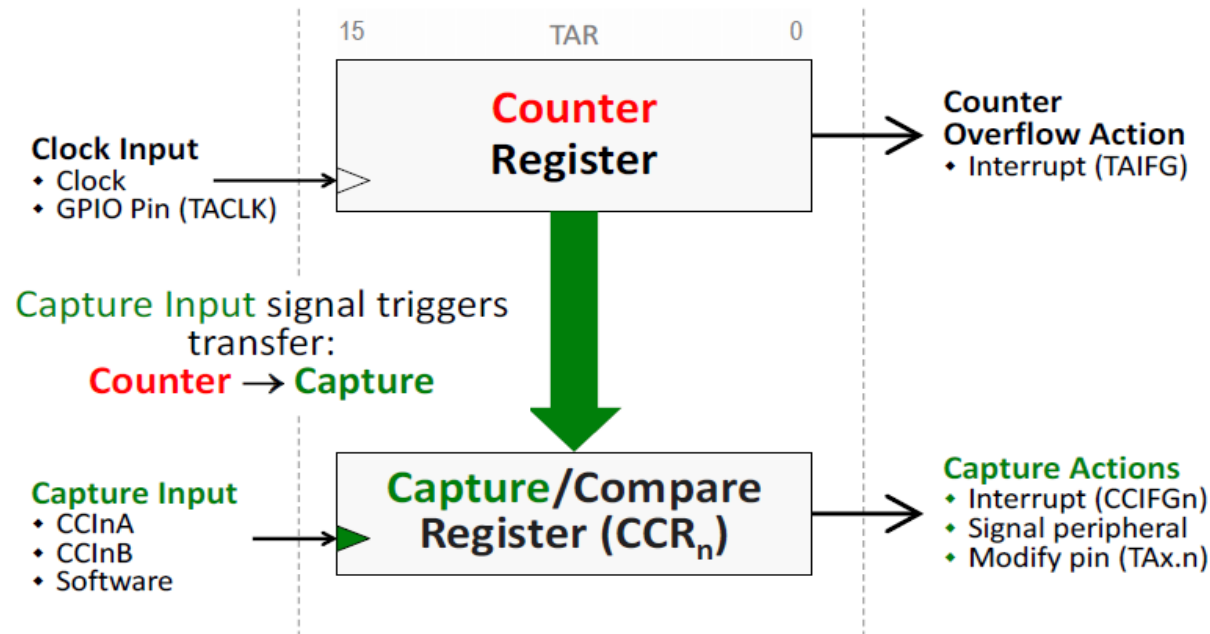 15 TAR 0
Counter
Register
Clock Input
◆ Clock
◆ GPIO Pin (TACLK)
Counter
Overflow Action
◆ Interrupt (TAIFG)
Capture Input signal triggers
transfer:
Counter → Capture
Capture Input
◆ CCInA
◆ CCInB
◆ Software
Capture/Compare
Register (CCRn)
Capture Actions
◆ Interrupt (CCIFGn)
◆ Signal peripheral
◆ Modify pin (TAx.n)